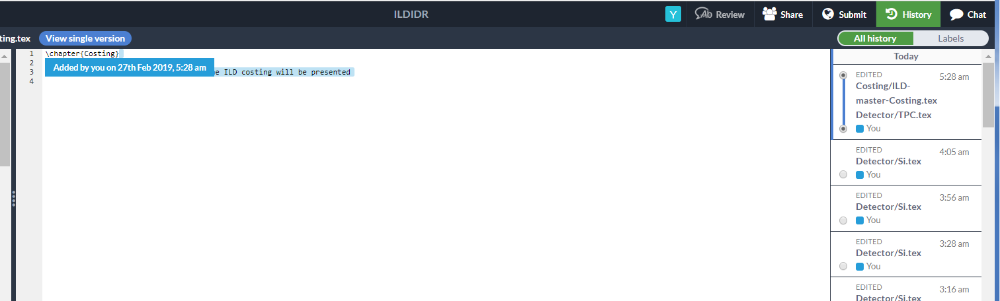 ILDIDR
Y
Review
Share
Submit
History
Chat
ting.tex
View single version
All history
Labels
1
\chapter{Costing}
2
Added by you on 27th Feb 2019, 5:28 am
3
e ILD costing will be presented
4
Today
EDITED
5:28 am
Costing/ILD-
master-Costing.tex
Detector/TPC.tex
You
EDITED
4:05 am
Detector/Si.tex
You
EDITED
3:56 am
Detector/Si.tex
You
EDITED
3:28 am
Detector/Si.tex
You
EDITED
3:16 am
Detector/Si.tex